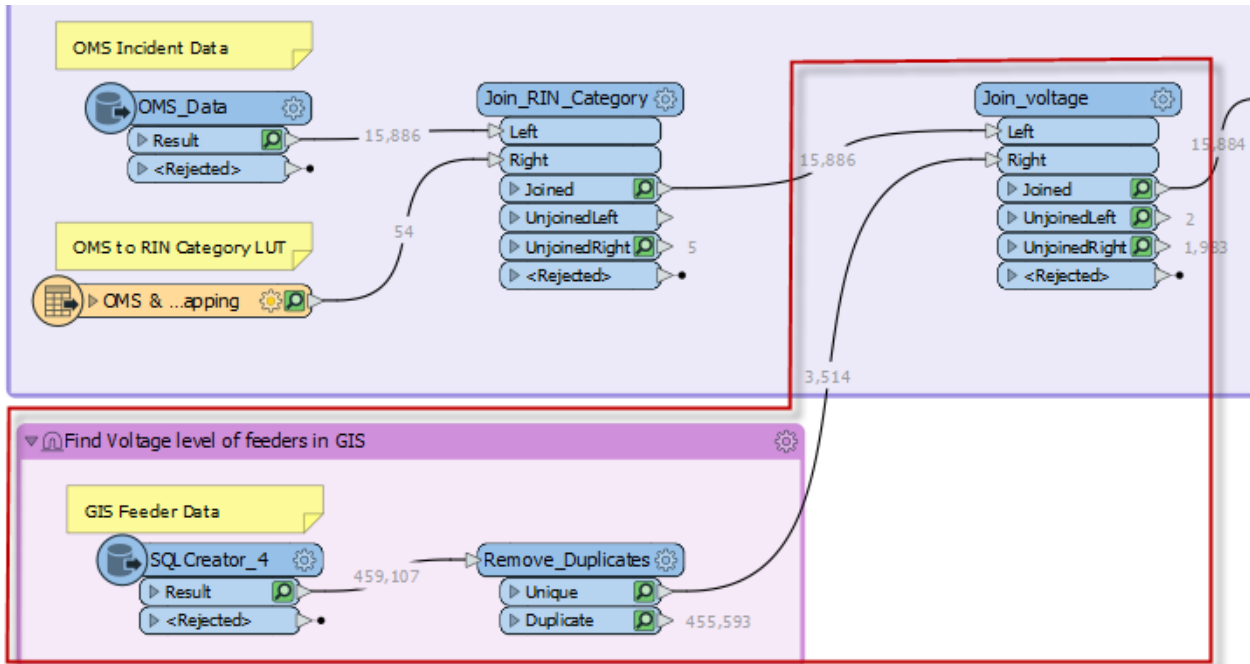 OMS Incident Data
OMS_Data
Result
<Rejected>
15,886
Join_RIN_Category
Left
Right
Joined
UnjoinedLeft
UnjoinedRight
5
<Rejected>
15,886
Join_voltage
Left
Right
Joined
UnjoinedLeft
2
UnjoinedRight
1,983
<Rejected>
15,884
OMS to RIN Category LUT
OMS & ...apping
54
3,514
Find Voltage level of feeders in GIS
GIS Feeder Data
SQLCreator_4
Result
<Rejected>
459,107
Remove_Duplicates
Unique
Duplicate
455,593